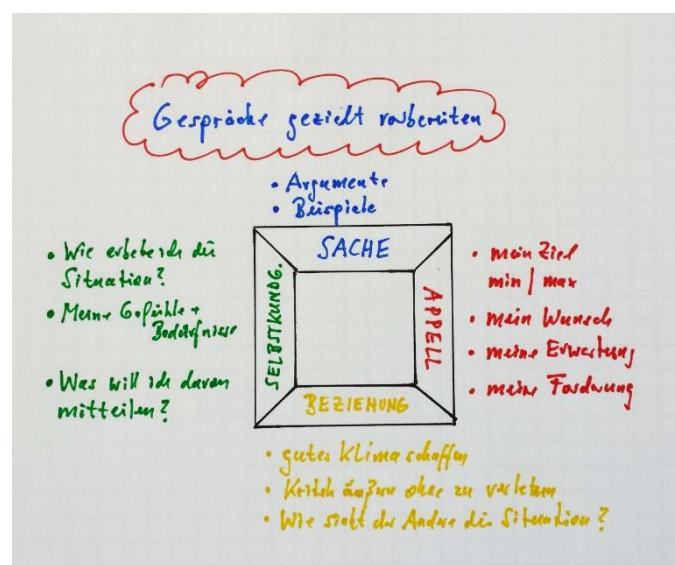 Gespräche gezielt vorbereiten
• Argumente
• Beispiele
SACHE
• Wie erlebe ich die
Situation?
• Meine Gefühle +
Bedürfnisse
• Was will ich davon
mitteilen?
SELBSTKUNDG.
APPELL
• mein Ziel
min / max
• mein Wunsch
• meine Erwartung
• meine Forderung
BEZIEHUNG
• gutes Klima schaffen
• Kritik äußern ohne zu verletzen
• Wie sieht der Andere die Situation?